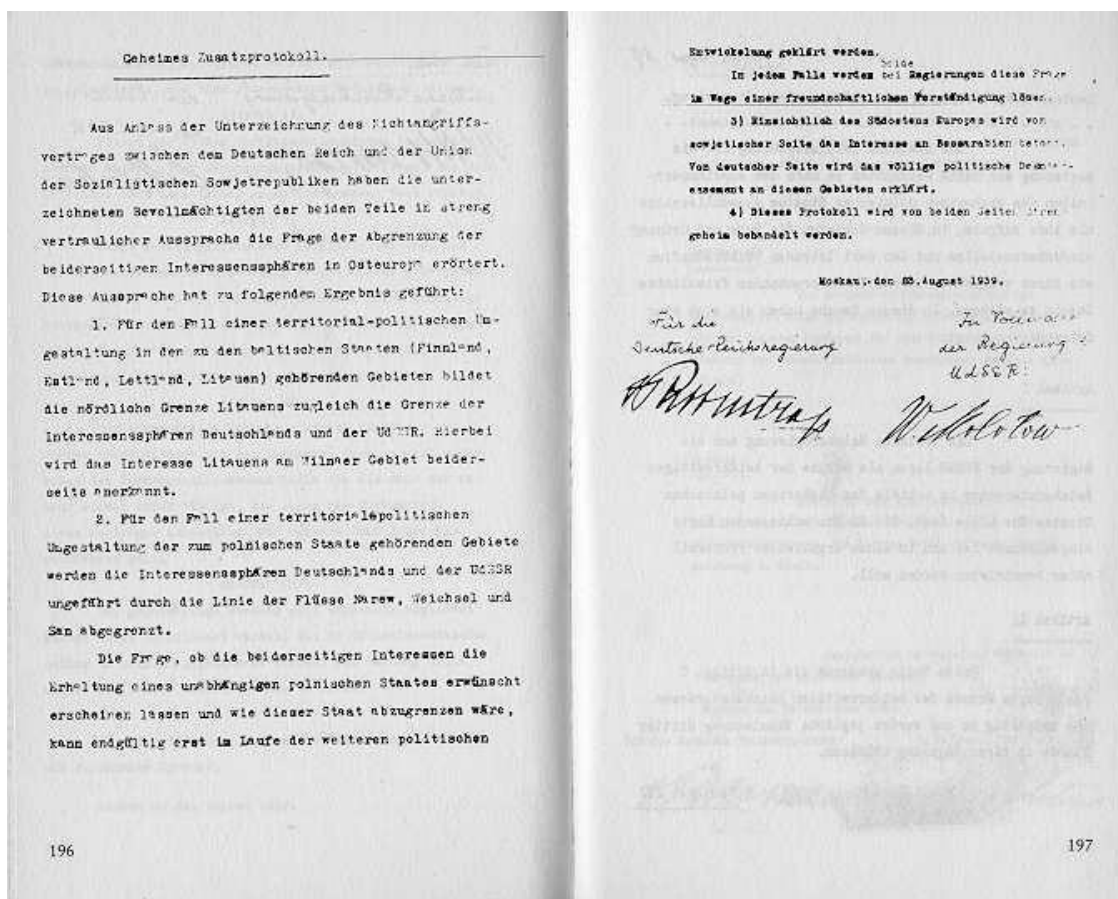 Geheimes Zusatzprotokoll.
Aus Anlass der Unterzeichnung des Nichtangriffs-
vertrages zwischen dem Deutschen Reich und der Union
der Sozialistischen Sowjetrepubliken haben die unter-
zeichneten Bevollmächtigten der beiden Teile in streng
vertraulicher Aussprache die Frage der Abgrenzung der
beiderseitigen Interessenssphären in Osteuropa erörtert.
Diese Aussprache hat zu folgendem Ergebnis geführt:
1. Für den Fall einer territorial-politischen Um-
gestaltung in den zu den baltischen Staaten (Finnland,
Estland, Lettland, Litauen) gehörenden Gebieten bildet
die nördliche Grenze Litauens zugleich die Grenze der
Interessenssphären Deutschlands und der UdSSR. Hierbei
wird das Interesse Litauens am Wilnaer Gebiet beider-
seits anerkannt.
2. Für den Fall einer territorialépolitischen
Umgestaltung der zum polnischen Staate gehörenden Gebiete
werden die Interessenssphären Deutschlands und der UdSSR
ungefährt durch die Linie der Flüsse Narew, Weichsel und
San abgegrenzt.
Die Frage, ob die beiderseitigen Interessen die
Erhaltung eines unabhängigen polnischen Staates erwünscht
erscheinen lassen und wie dieser Staat abzugrenzen wäre,
kann endgültig erst im Laufe der weiteren politischen
196
Entwickelung geklärt werden.
beide
In jedem Falle werden bei Regierungen diese Frage
im Wege einer freundschaftlichen Verständigung lösen.
3) Hinsichtlich des Südostens Europas wird von
sowjetischer Seite das Interesse an Bessarabien betont.
Von deutscher Seite wird das völlige politische Desinter-
essement an diesen Gebieten erklärt.
4) Dieses Protokoll wird von beiden Seiten streng
geheim behandelt werden.
Moskau, den 23. August 1939.
Für die
Deutsche Reichsregierung
In Vollmacht
der Regierung
UdSSR:
Ribbentrop
W. Molotow
197